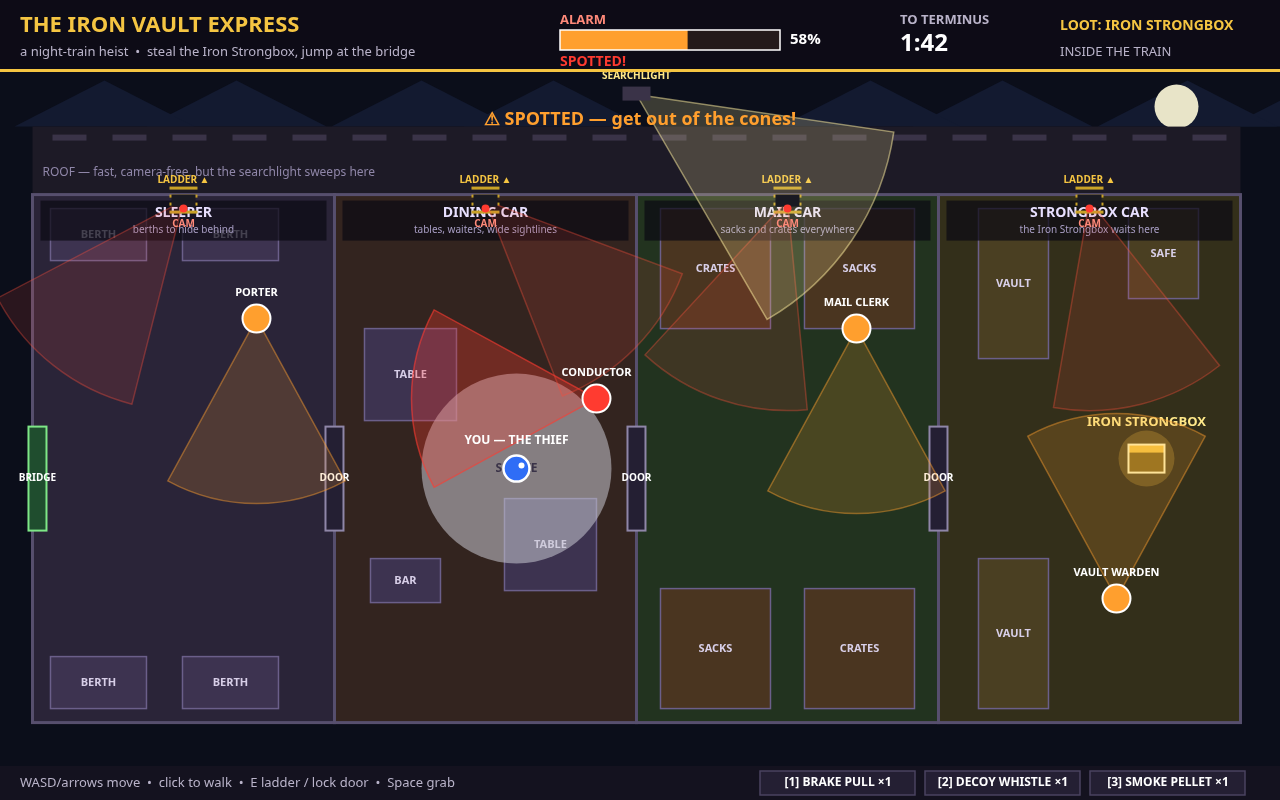 THE IRON VAULT EXPRESS
a night-train heist • steal the Iron Strongbox, jump at the bridge
ALARM
58%
SPOTTED!
TO TERMINUS
1:42
LOOT: IRON STRONGBOX
INSIDE THE TRAIN
SEARCHLIGHT
⚠ SPOTTED — get out of the cones!
ROOF — fast, camera-free, but the searchlight sweeps here
LADDER ▲
LADDER ▲
LADDER ▲
LADDER ▲
SLEEPER
CAM
berths to hide behind
DINING CAR
CAM
tables, waiters, wide sightlines
MAIL CAR
CAM
sacks and crates everywhere
STRONGBOX CAR
CAM
the Iron Strongbox waits here
BERTH
BERTH
CRATES
SACKS
VAULT
SAFE
PORTER
MAIL CLERK
TABLE
CONDUCTOR
YOU — THE THIEF
IRON STRONGBOX
BRIDGE
DOOR
DOOR
DOOR
TABLE
BAR
VAULT WARDEN
BERTH
BERTH
SACKS
CRATES
VAULT
WASD/arrows move • click to walk • E ladder / lock door • Space grab
[1] BRAKE PULL ×1
[2] DECOY WHISTLE ×1
[3] SMOKE PELLET ×1